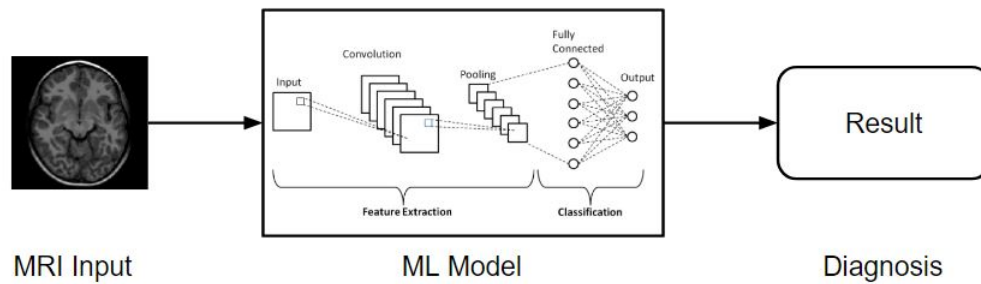 Fully
Connected
Convolution
Pooling
Input
Output
Result
Feature Extraction
Classification
MRI Input
ML Model
Diagnosis